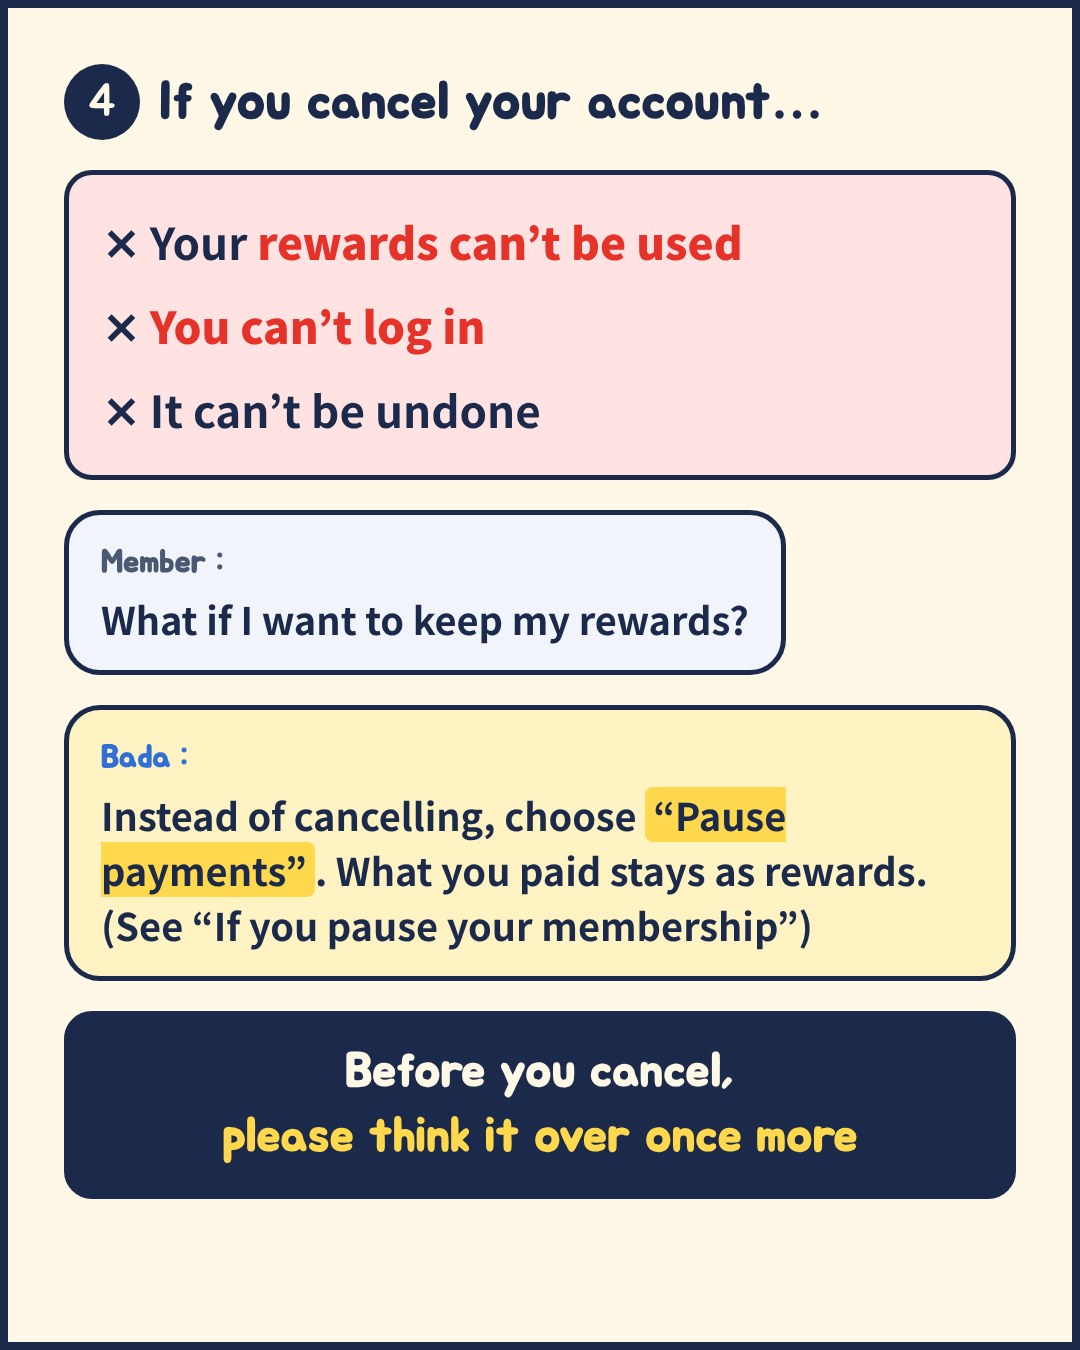 4 If you cancel your account…
✕ Your rewards can’t be used
✕ You can’t log in
✕ It can’t be undone
Member :
What if I want to keep my rewards?
Bada :
Instead of cancelling, choose “Pause
payments”. What you paid stays as rewards.
(See “If you pause your membership”)
Before you cancel,
please think it over once more